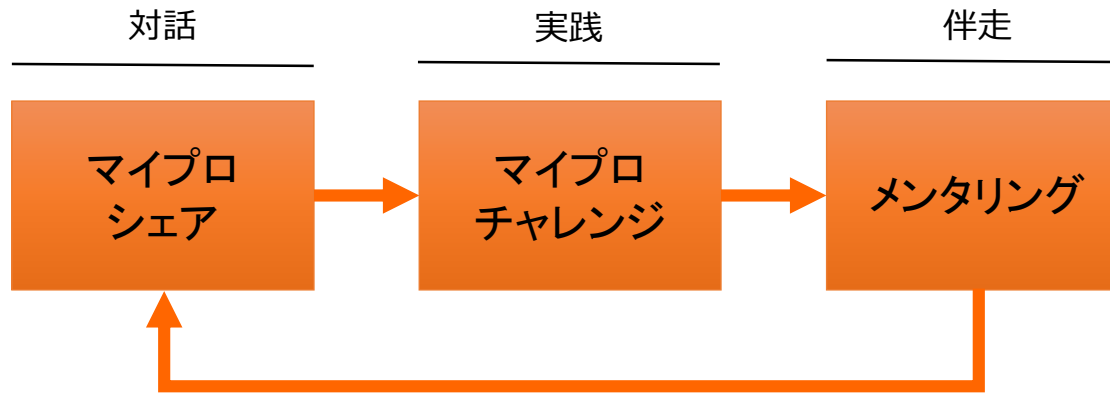 対話
実践
伴走
マイプロ
シェア
マイプロ
チャレンジ
メンタリング